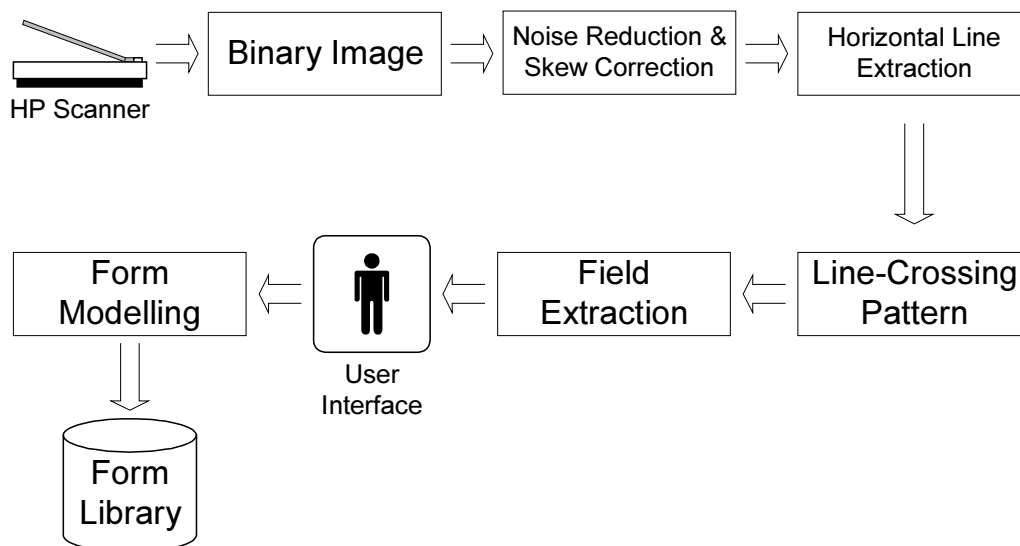 HP Scanner
Binary Image
Noise Reduction &
Skew Correction
Horizontal Line
Extraction
Line-Crossing
Pattern
Field
Extraction
User
Interface
Form
Modelling
Form
Library